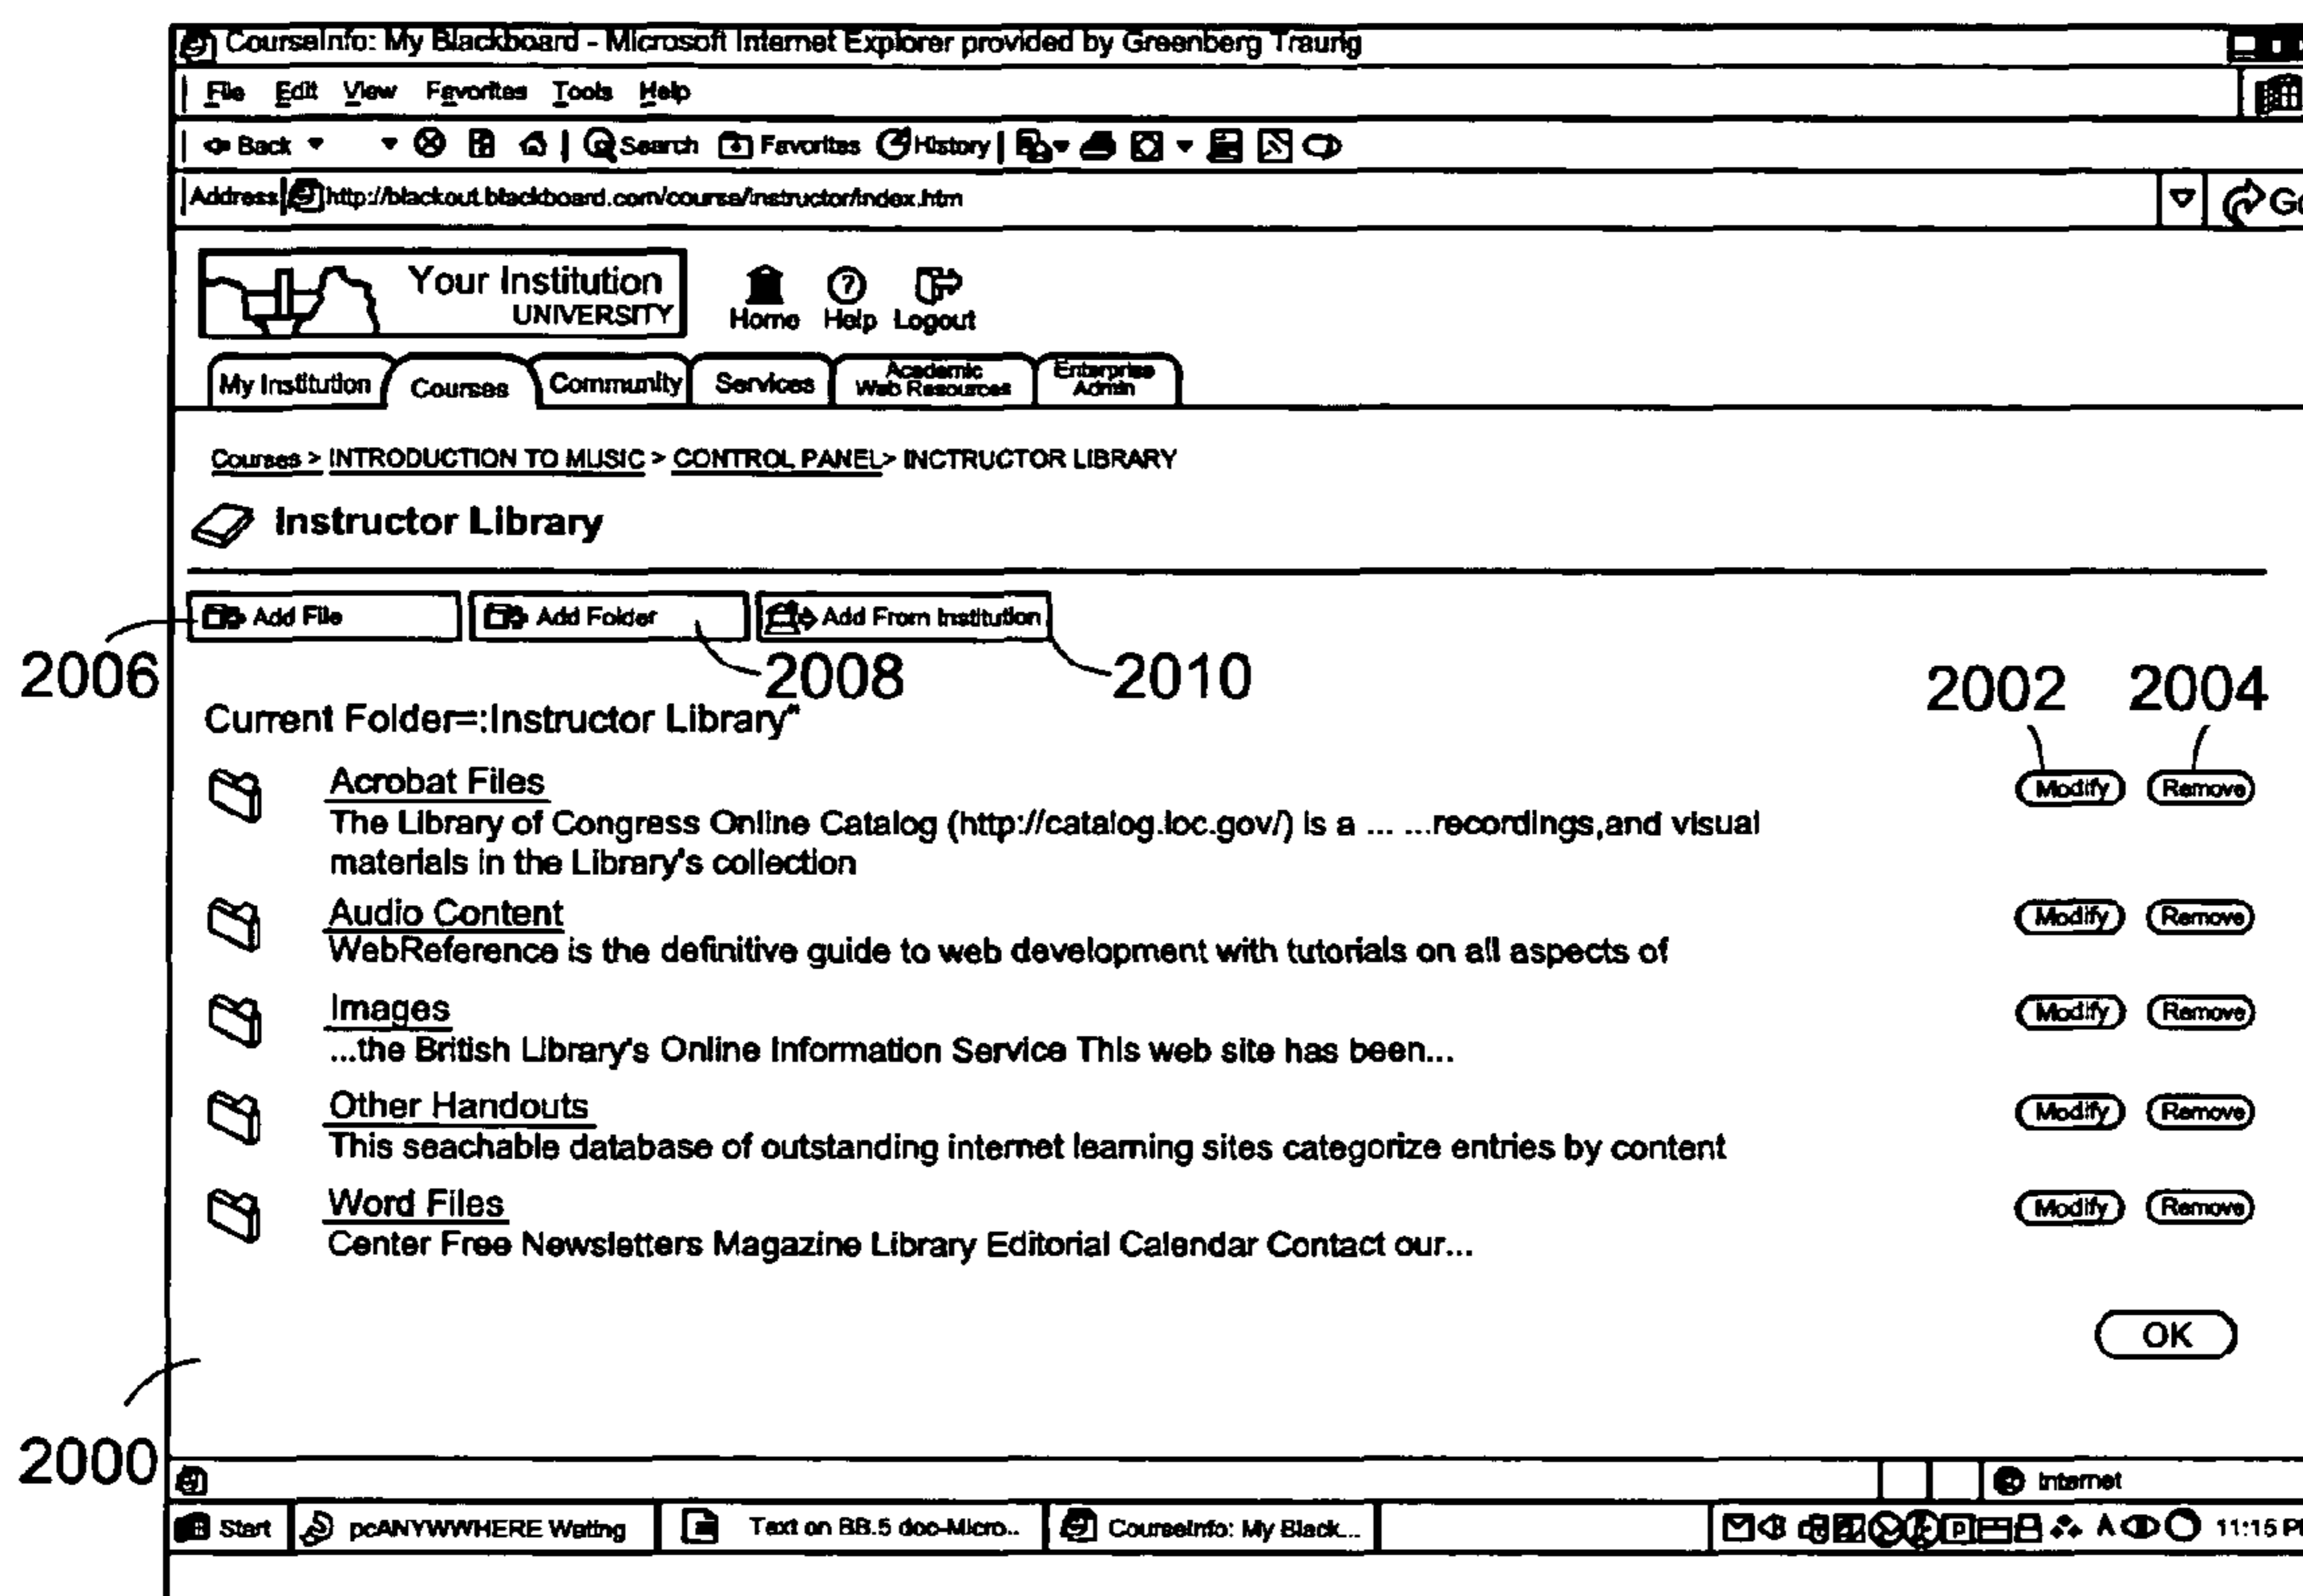 CourseInfo: My Blackboard - Microsoft Internet Explorer provided by Greenberg Traurig
File Edit View Favorites Tools Help
Back Search Favorites History
Address http://blackout.blackboard.com/course/instructor/index.htm Go
Your Institution
UNIVERSITY
Home Help Logout
My Institution Courses Community Services Academic Web Resources Enterprise Admin
Courses > INTRODUCTION TO MUSIC > CONTROL PANEL> INCTRUCTOR LIBRARY
Instructor Library
Add File Add Folder Add From Institution
2006 2008 2010 2002 2004
Current Folder=:Instructor Library"
Acrobat Files Modify Remove
The Library of Congress Online Catalog (http://catalog.loc.gov/) is a ... ...recordings,and visual
materials in the Library's collection
Audio Content Modify Remove
WebReference is the definitive guide to web development with tutorials on all aspects of
Images Modify Remove
...the British Library's Online Information Service This web site has been...
Other Handouts Modify Remove
This seachable database of outstanding internet learning sites categorize entries by content
Word Files Modify Remove
Center Free Newsletters Magazine Library Editorial Calendar Contact our...
OK
2000
Internet
Start pcANYWWHERE Wating Text on BB.5 doc-Micro.. CourseInfo: My Black... 11:15 PM